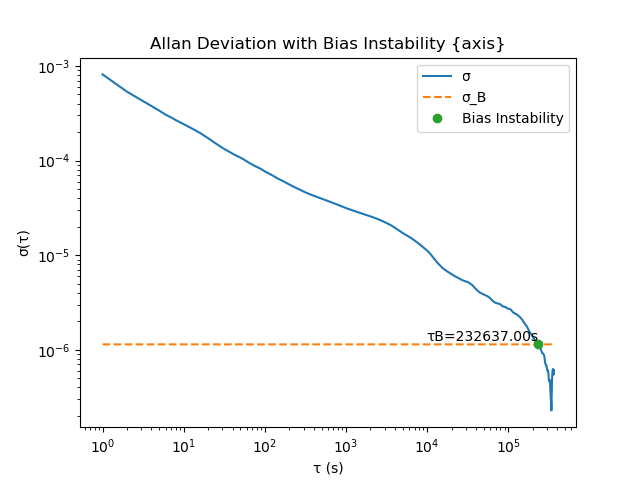 Allan Deviation with Bias Instability {axis}
σ
σ_B
Bias Instability
10⁻³
10⁻⁴
10⁻⁵
10⁻⁶
σ(τ)
τB=232637.00s
10⁰
10¹
10²
10³
10⁴
10⁵
τ (s)